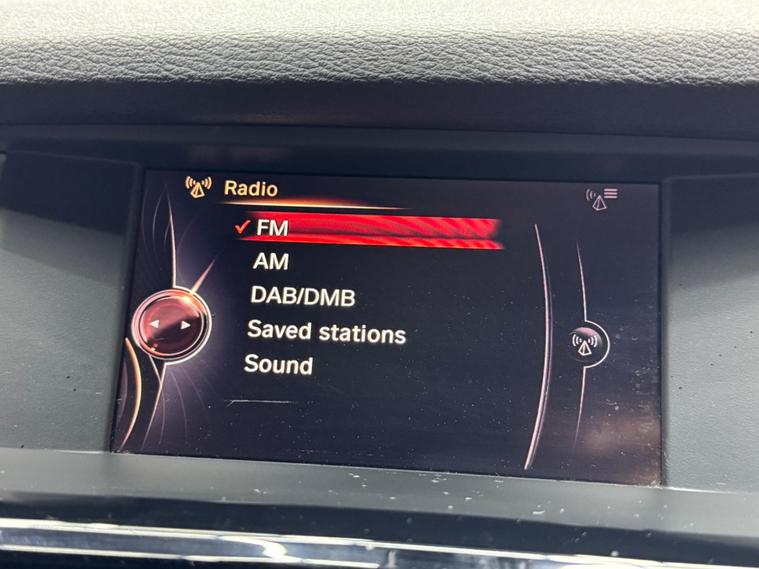 Radio
FM
AM
DAB/DMB
Saved stations
Sound